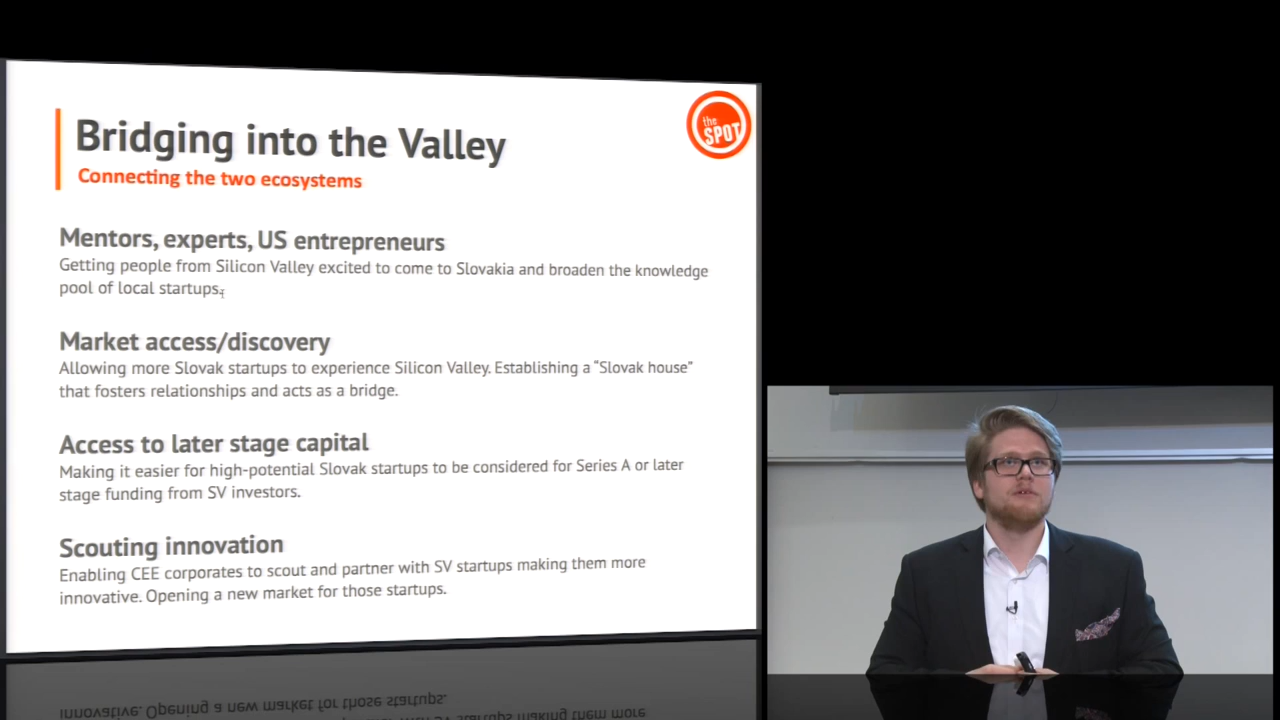 Bridging into the Valley
Connecting the two ecosystems
the
SPOT
Mentors, experts, US entrepreneurs
Getting people from Silicon Valley excited to come to Slovakia and broaden the knowledge
pool of local startups.
Market access/discovery
Allowing more Slovak startups to experience Silicon Valley. Establishing a “Slovak house”
that fosters relationships and acts as a bridge.
Access to later stage capital
Making it easier for high-potential Slovak startups to be considered for Series A or later
stage funding from SV investors.
Scouting innovation
Enabling CEE corporates to scout and partner with SV startups making them more
innovative. Opening a new market for those startups.